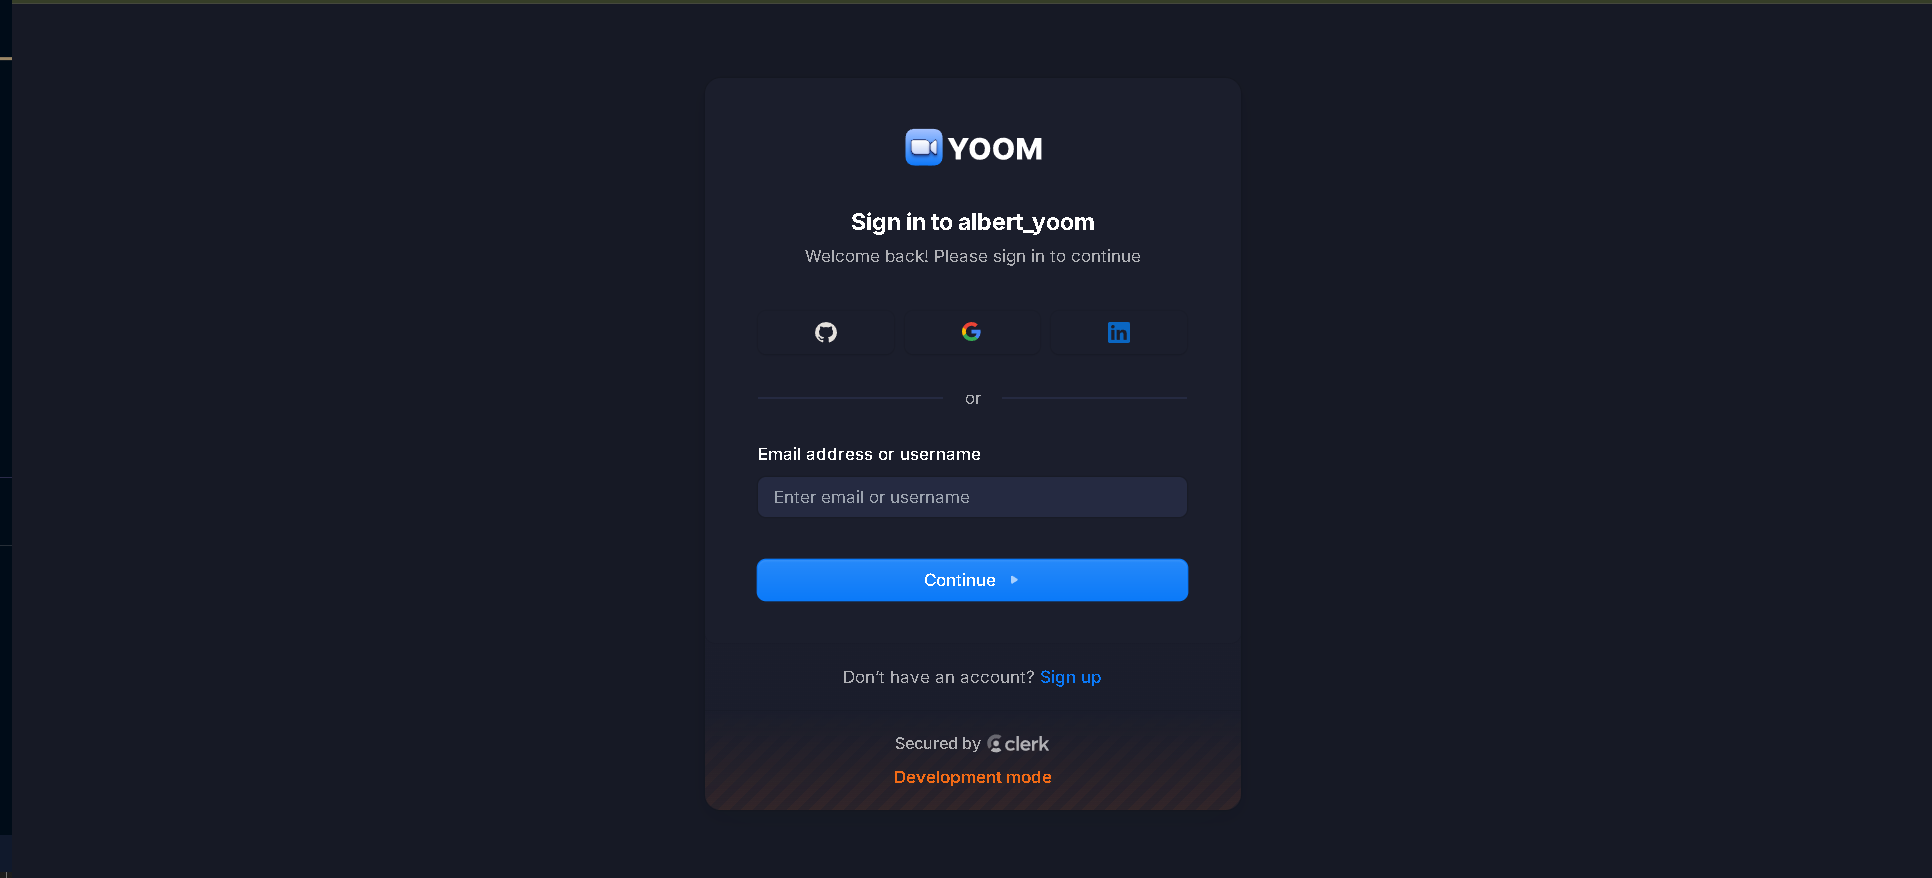 YOOM
Sign in to albert_yoom
Welcome back! Please sign in to continue
or
Email address or username
Enter email or username
Continue
Don’t have an account? Sign up
Secured by clerk
Development mode